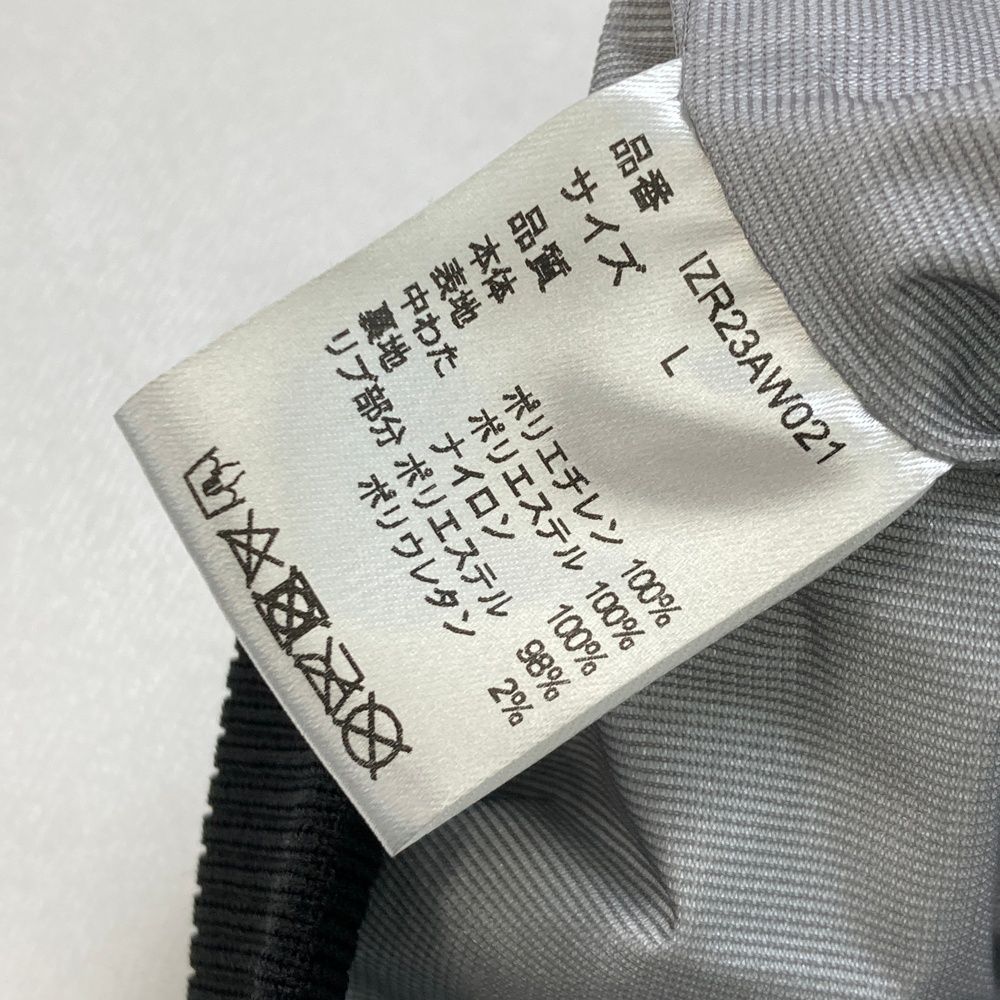 品番 IZR23AW021
サイズ L
品質
本体
表地 ポリエチレン 100%
中わた ポリエステル 100%
裏地 ナイロン 100%
リブ部分 ポリエステル 98%
ポリウレタン 2%